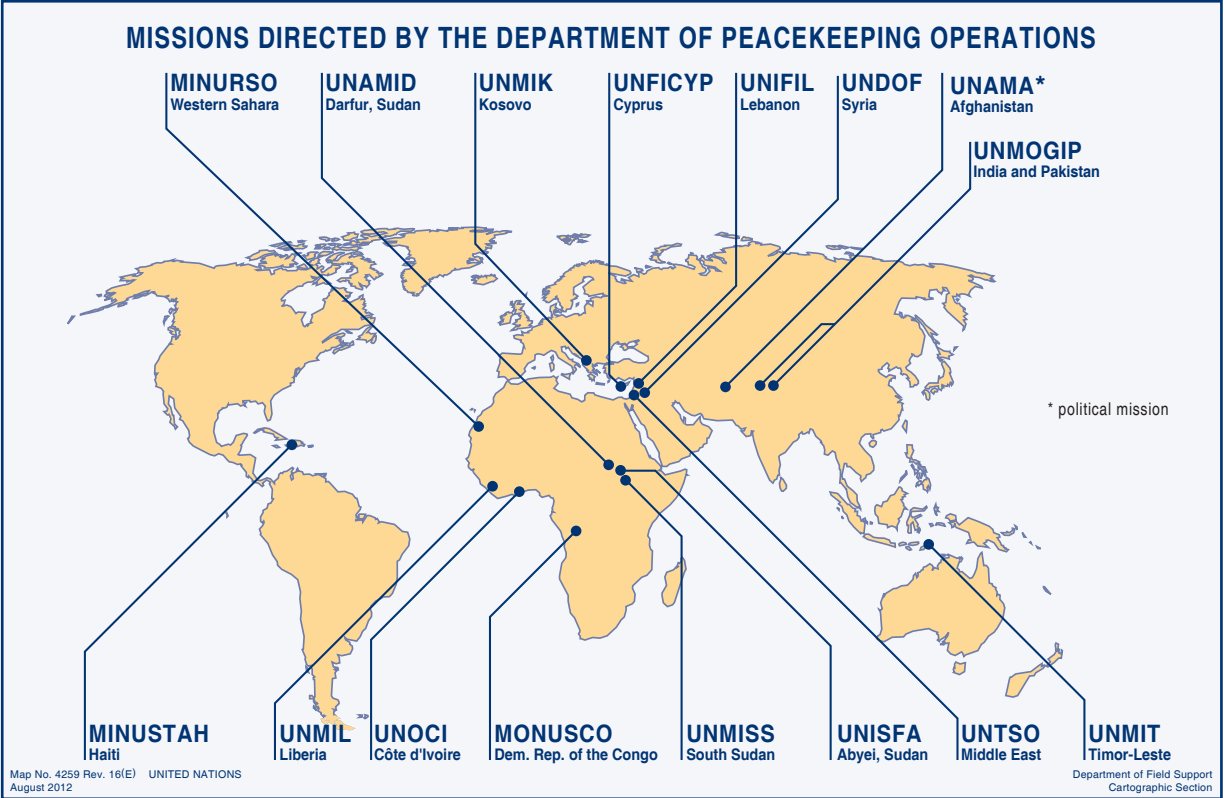 MISSIONS DIRECTED BY THE DEPARTMENT OF PEACEKEEPING OPERATIONS
MINURSO
Western Sahara
UNAMID
Darfur, Sudan
UNMIK
Kosovo
UNFICYP
Cyprus
UNIFIL
Lebanon
UNDOF
Syria
UNAMA*
Afghanistan
UNMOGIP
India and Pakistan
* political mission
MINUSTAH
Haiti
UNMIL
Liberia
UNOCI
Côte d'Ivoire
MONUSCO
Dem. Rep. of the Congo
UNMISS
South Sudan
UNISFA
Abyei, Sudan
UNTSO
Middle East
UNMIT
Timor-Leste
Map No. 4259 Rev. 16(E) UNITED NATIONS
August 2012
Department of Field Support
Cartographic Section